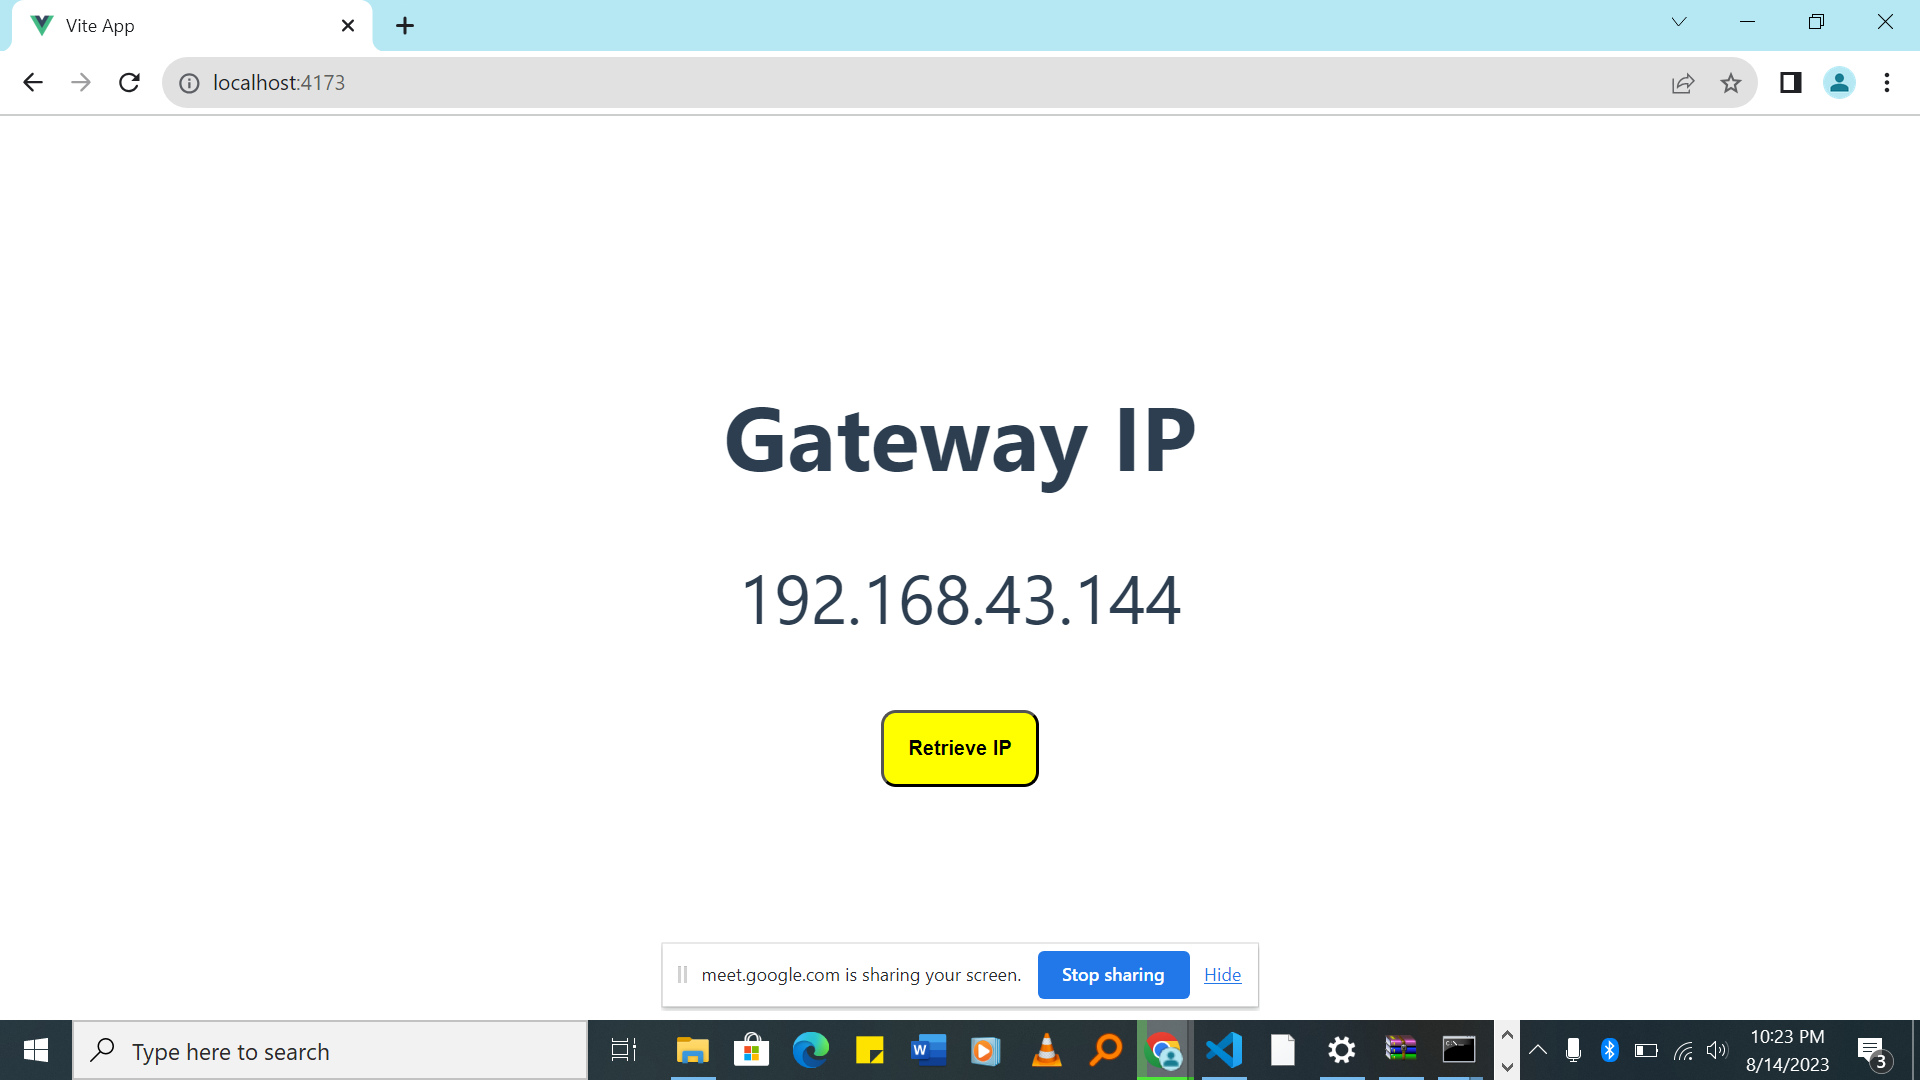 Vite App
localhost:4173
Gateway IP
192.168.43.144
Retrieve IP
meet.google.com is sharing your screen.
Stop sharing
Hide
Type here to search
10:23 PM
8/14/2023
3